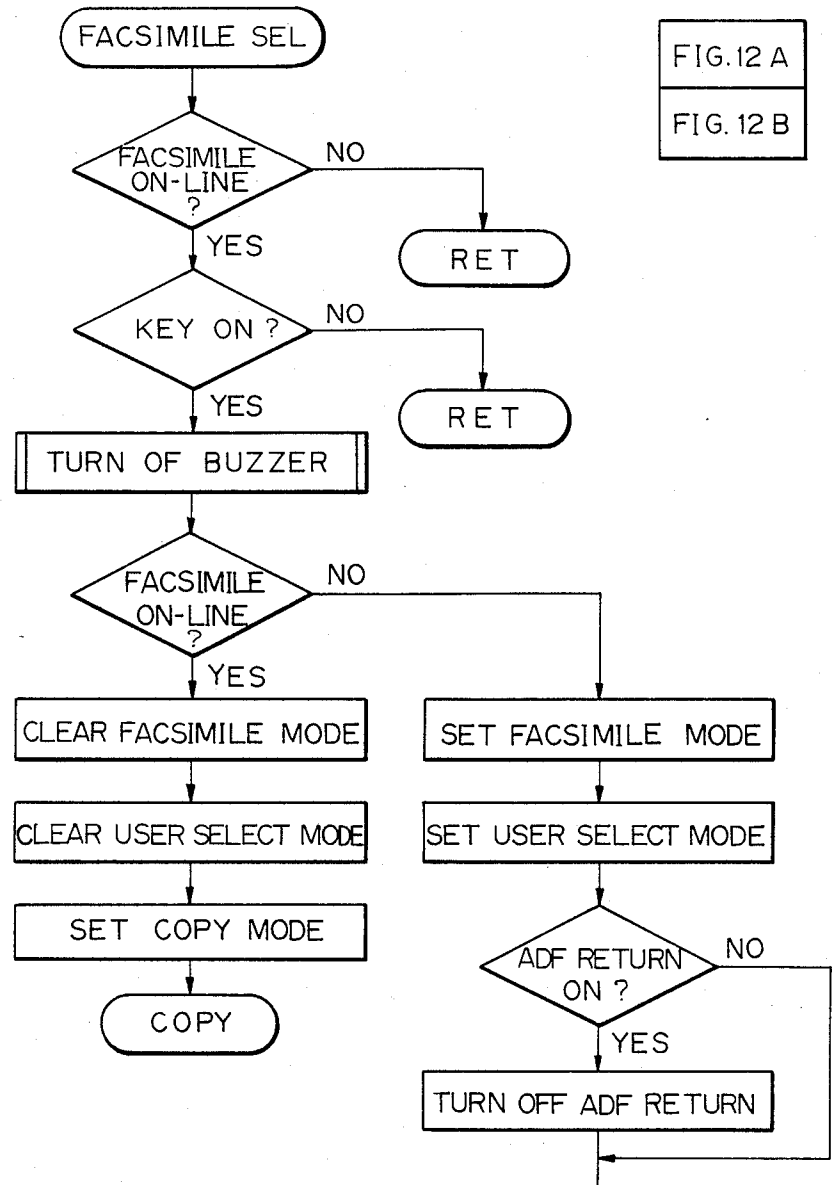 FACSIMILE SEL
FIG.12 A
FIG.12 B
FACSIMILE
ON-LINE
?
NO
YES
RET
KEY ON ?
NO
YES
RET
TURN OF BUZZER
FACSIMILE
ON-LINE
?
NO
YES
CLEAR FACSIMILE MODE
SET FACSIMILE MODE
CLEAR USER SELECT MODE
SET USER SELECT MODE
SET COPY MODE
ADF RETURN
ON ?
NO
COPY
YES
TURN OFF ADF RETURN